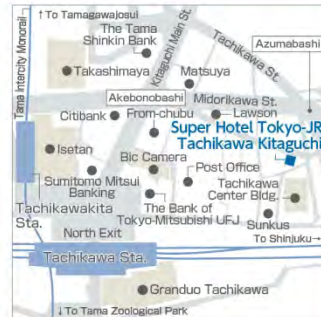 ↑To Tamagawajosui
Tama Intercity Monorail
The Tama
Shinkin Bank
Kitaguchi Main St.
Tachikawa St.
Azumabashi
Takashimaya
Matsuya
Akebonobashi
Midorikawa St.
Citibank
From-chubu
Lawson
Super Hotel Tokyo-JR
Tachikawa Kitaguchi
Isetan
Bic Camera
Post Office
Sumitomo Mitsui
Banking
Tachikawa
Center Bldg.
Tachikawakita
Sta.
The Bank of
Tokyo-Mitsubishi UFJ
Sunkus
North Exit
To Shinjuku→
Tachikawa Sta.
Granduo Tachikawa
↓To Tama Zoological Park